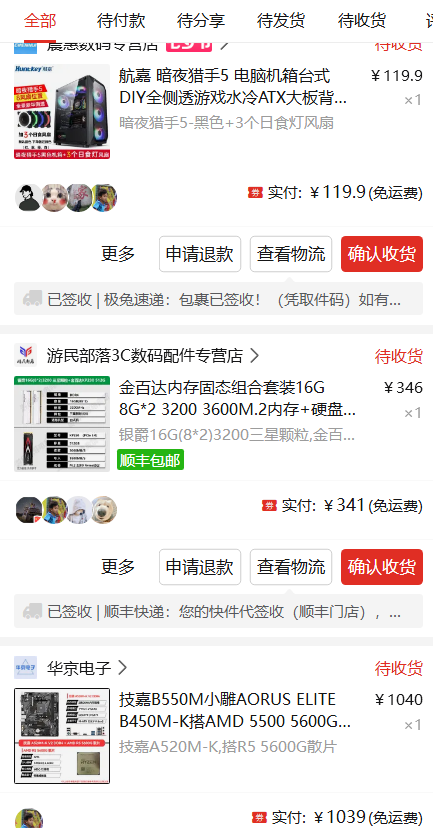 全部 待付款 待分享 待发货 待收货
晨惠数码专营店 待收货
Huntkey 航嘉
航嘉 暗夜猎手5 电脑机箱台式
DIY全侧透游戏水冷ATX大板背...
¥119.9
×1
暗夜猎手5-黑色+3个日食灯风扇
实付: ¥119.9(免运费)
更多 申请退款 查看物流 确认收货
已签收 | 极兔速递: 包裹已签收! (凭取件码) 如有...
游民部落3C数码配件专营店 待收货
金百达内存固态组合套装16G
8G*2 3200 3600M.2内存+硬盘...
¥346
×1
银爵16G(8*2)3200三星颗粒,金百...
顺丰包邮
实付: ¥341(免运费)
更多 申请退款 查看物流 确认收货
已签收 | 顺丰快递: 您的快件代签收 (顺丰门店) , ...
华京电子 待收货
技嘉B550M小雕AORUS ELITE
B450M-K搭AMD 5500 5600G...
¥1040
×1
技嘉A520M-K,搭R5 5600G散片
实付: ¥1039(免运费)